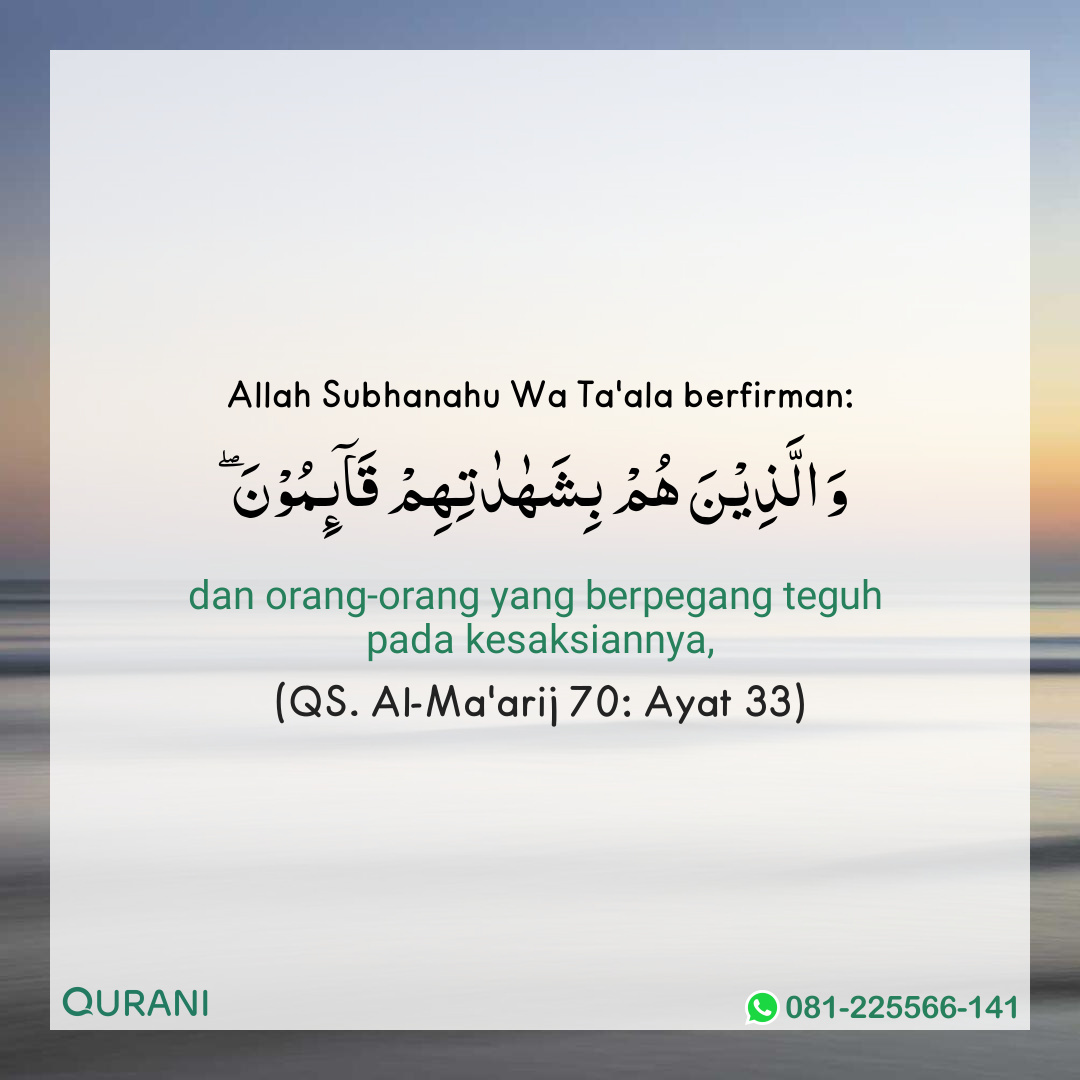 Allah Subhanahu Wa Ta'ala berfirman:
وَالَّذِيْنَ هُمْ بِشَهٰدٰتِهِمْ قَاۤىِٕمُوْنَ ۖ
dan orang-orang yang berpegang teguh
pada kesaksiannya,
(QS. Al-Ma'arij 70: Ayat 33)
QURANI
081-225566-141